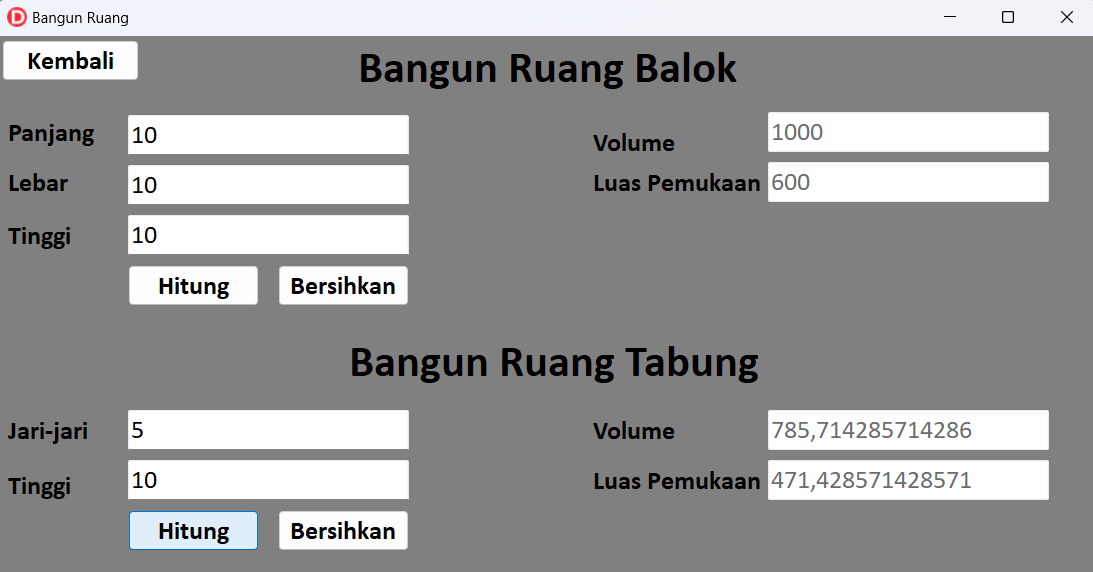 Bangun Ruang
Kembali
Bangun Ruang Balok
Panjang 10
Volume 1000
Lebar 10
Luas Pemukaan 600
Tinggi 10
Hitung Bersihkan
Bangun Ruang Tabung
Jari-jari 5
Volume 785,714285714286
Tinggi 10
Luas Pemukaan 471,428571428571
Hitung Bersihkan